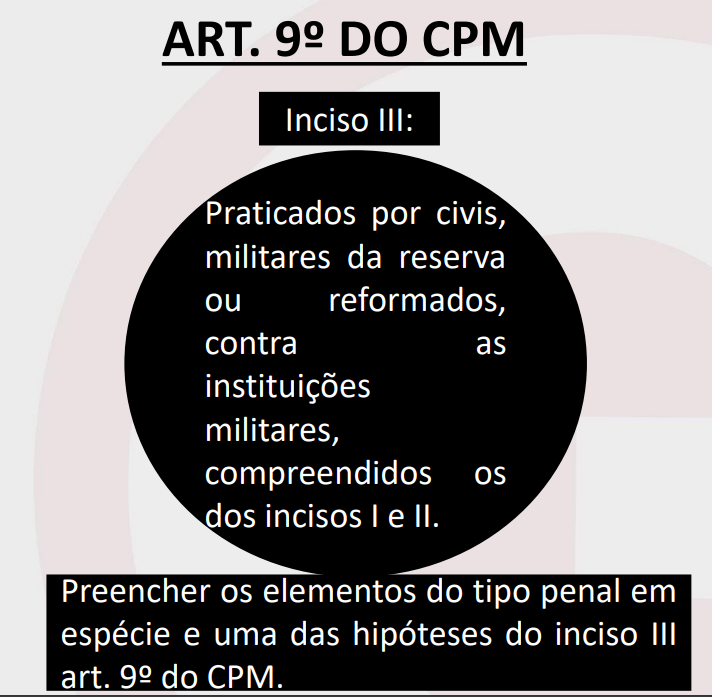 ART. 9º DO CPM
Inciso III:
Praticados por civis,
militares da reserva
ou reformados,
contra as
instituições
militares,
compreendidos os
dos incisos I e II.
Preencher os elementos do tipo penal em
espécie e uma das hipóteses do inciso III
art. 9º do CPM.